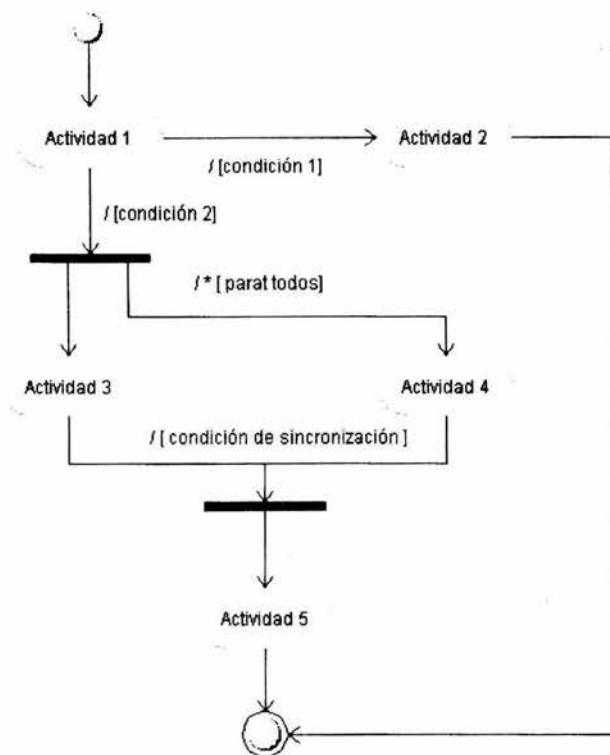 Actividad 1
Actividad 2
/ [condición 1]
/ [condición 2]
/ * [ parat todos]
Actividad 3
Actividad 4
/ [ condición de sincronización ]
Actividad 5